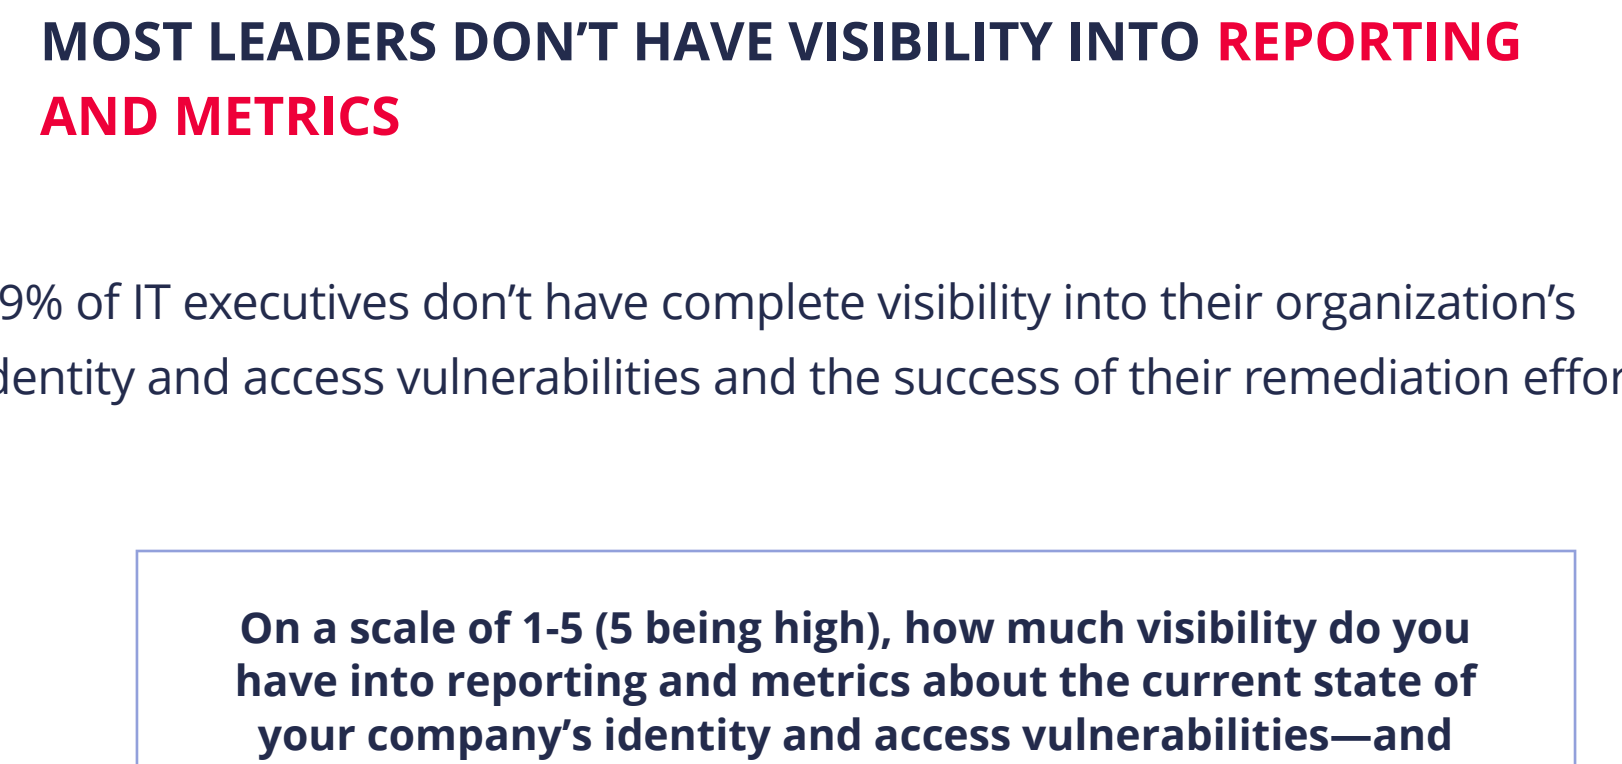 MOST LEADERS DON’T HAVE VISIBILITY INTO REPORTING
AND METRICS
9% of IT executives don’t have complete visibility into their organization’s
and access vulnerabilities and the success of their remediation
On a scale of 1-5 (5 being high), how much visibility do you
have into reporting and metrics about the current state of
your company’s identity and access vulnerabilities—and